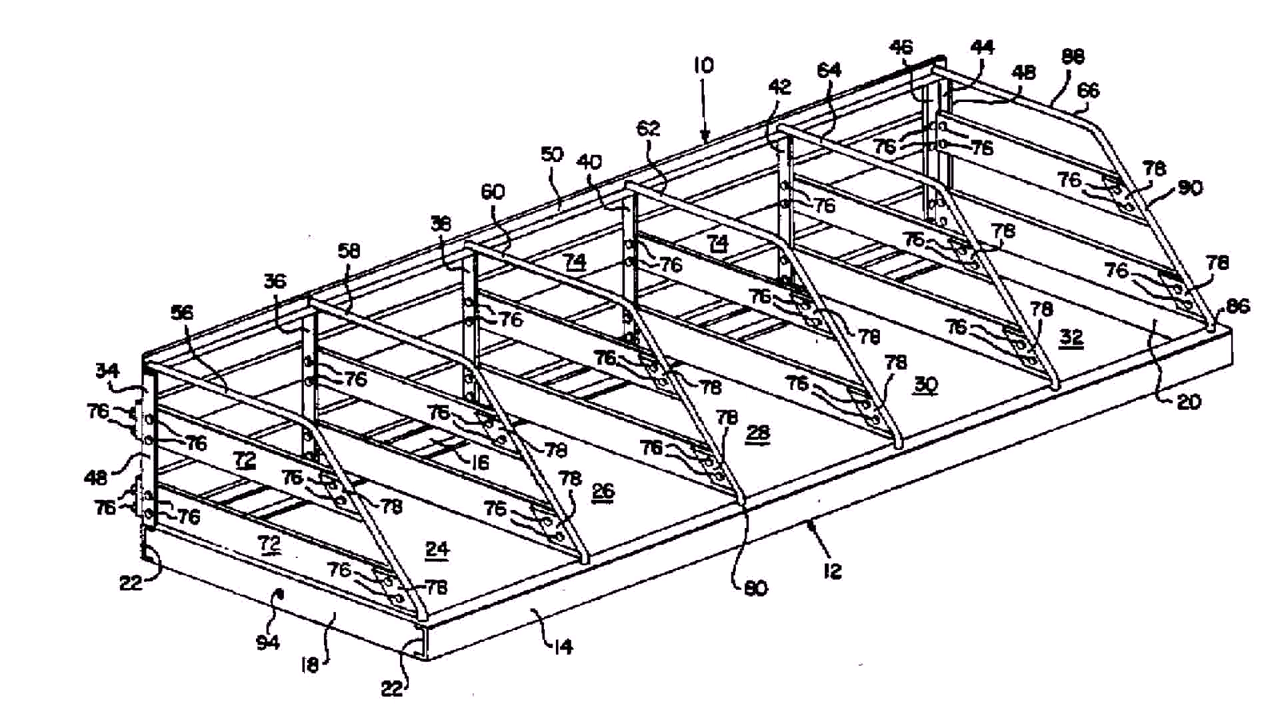 46 44 88
10 64 48
42 66
62
50 40 76 76 78
60 76 90
38 74 76
58 74 76 76 78
36 76 76 78
56 76 78 76 86
76 78 76 78 32
34 76 76 78 20
76 76 78 30
76 28
72 16 78 76 78
48 76 78 26
76 76 76
72 24
22 76 78 80 12
94 18 14
22